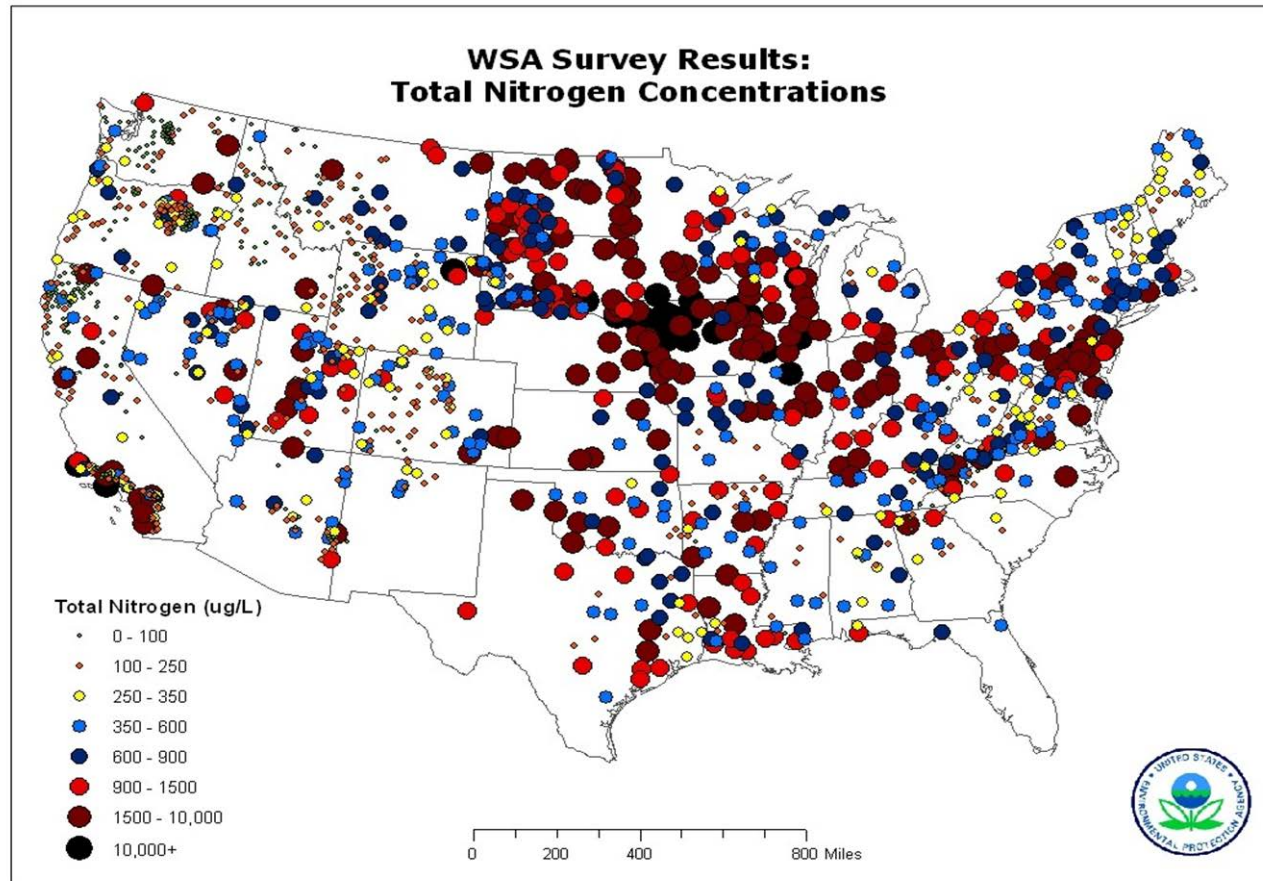 WSA Survey Results:
Total Nitrogen Concentrations
Total Nitrogen (ug/L)
0 - 100
100 - 250
250 - 350
350 - 600
600 - 900
900 - 1500
1500 - 10,000
10,000+
0 200 400 800 Miles
UNITED STATES
ENVIRONMENTAL PROTECTION AGENCY